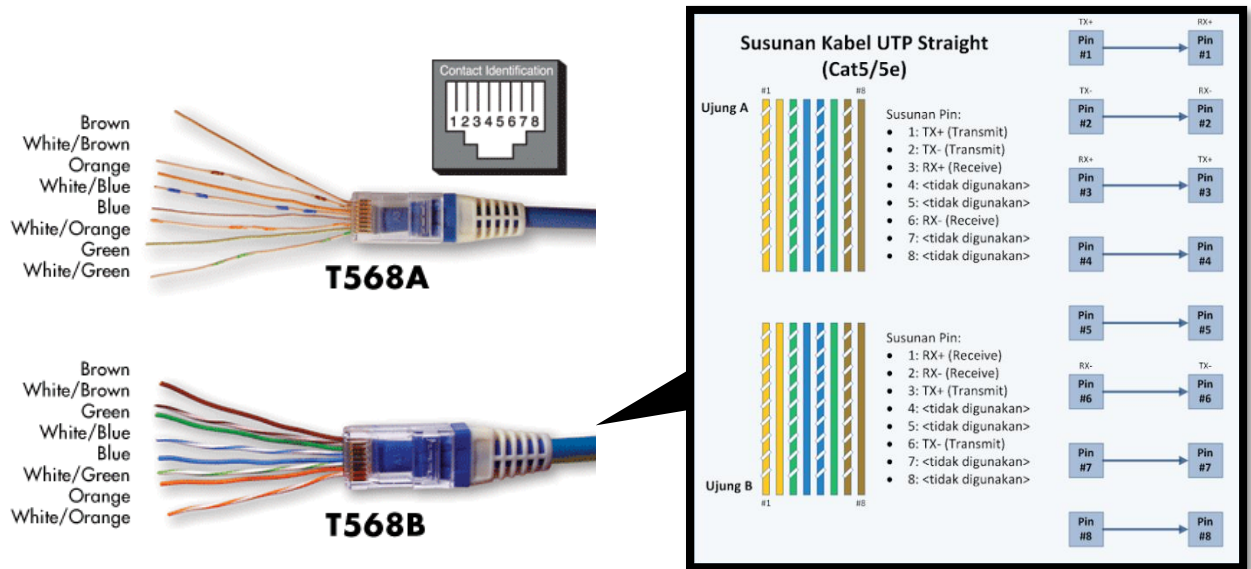 Contact Identification
1 2 3 4 5 6 7 8
Brown
White/Brown
Orange
White/Blue
Blue
White/Orange
Green
White/Green
T568A
Brown
White/Brown
Green
White/Blue
Blue
White/Green
Orange
White/Orange
T568B
Susunan Kabel UTP Straight
(Cat5/5e)
#1 #8
Ujung A
Susunan Pin:
• 1: TX+ (Transmit)
• 2: TX- (Transmit)
• 3: RX+ (Receive)
• 4: <tidak digunakan>
• 5: <tidak digunakan>
• 6: RX- (Receive)
• 7: <tidak digunakan>
• 8: <tidak digunakan>
Susunan Pin:
• 1: RX+ (Receive)
• 2: RX- (Receive)
• 3: TX+ (Transmit)
• 4: <tidak digunakan>
• 5: <tidak digunakan>
• 6: TX- (Transmit)
• 7: <tidak digunakan>
• 8: <tidak digunakan>
Ujung B
#1 #8
TX+ RX+
Pin Pin
#1 #1
TX- RX-
Pin Pin
#2 #2
RX+ TX+
Pin Pin
#3 #3
Pin Pin
#4 #4
Pin Pin
#5 #5
RX- TX-
Pin Pin
#6 #6
Pin Pin
#7 #7
Pin Pin
#8 #8